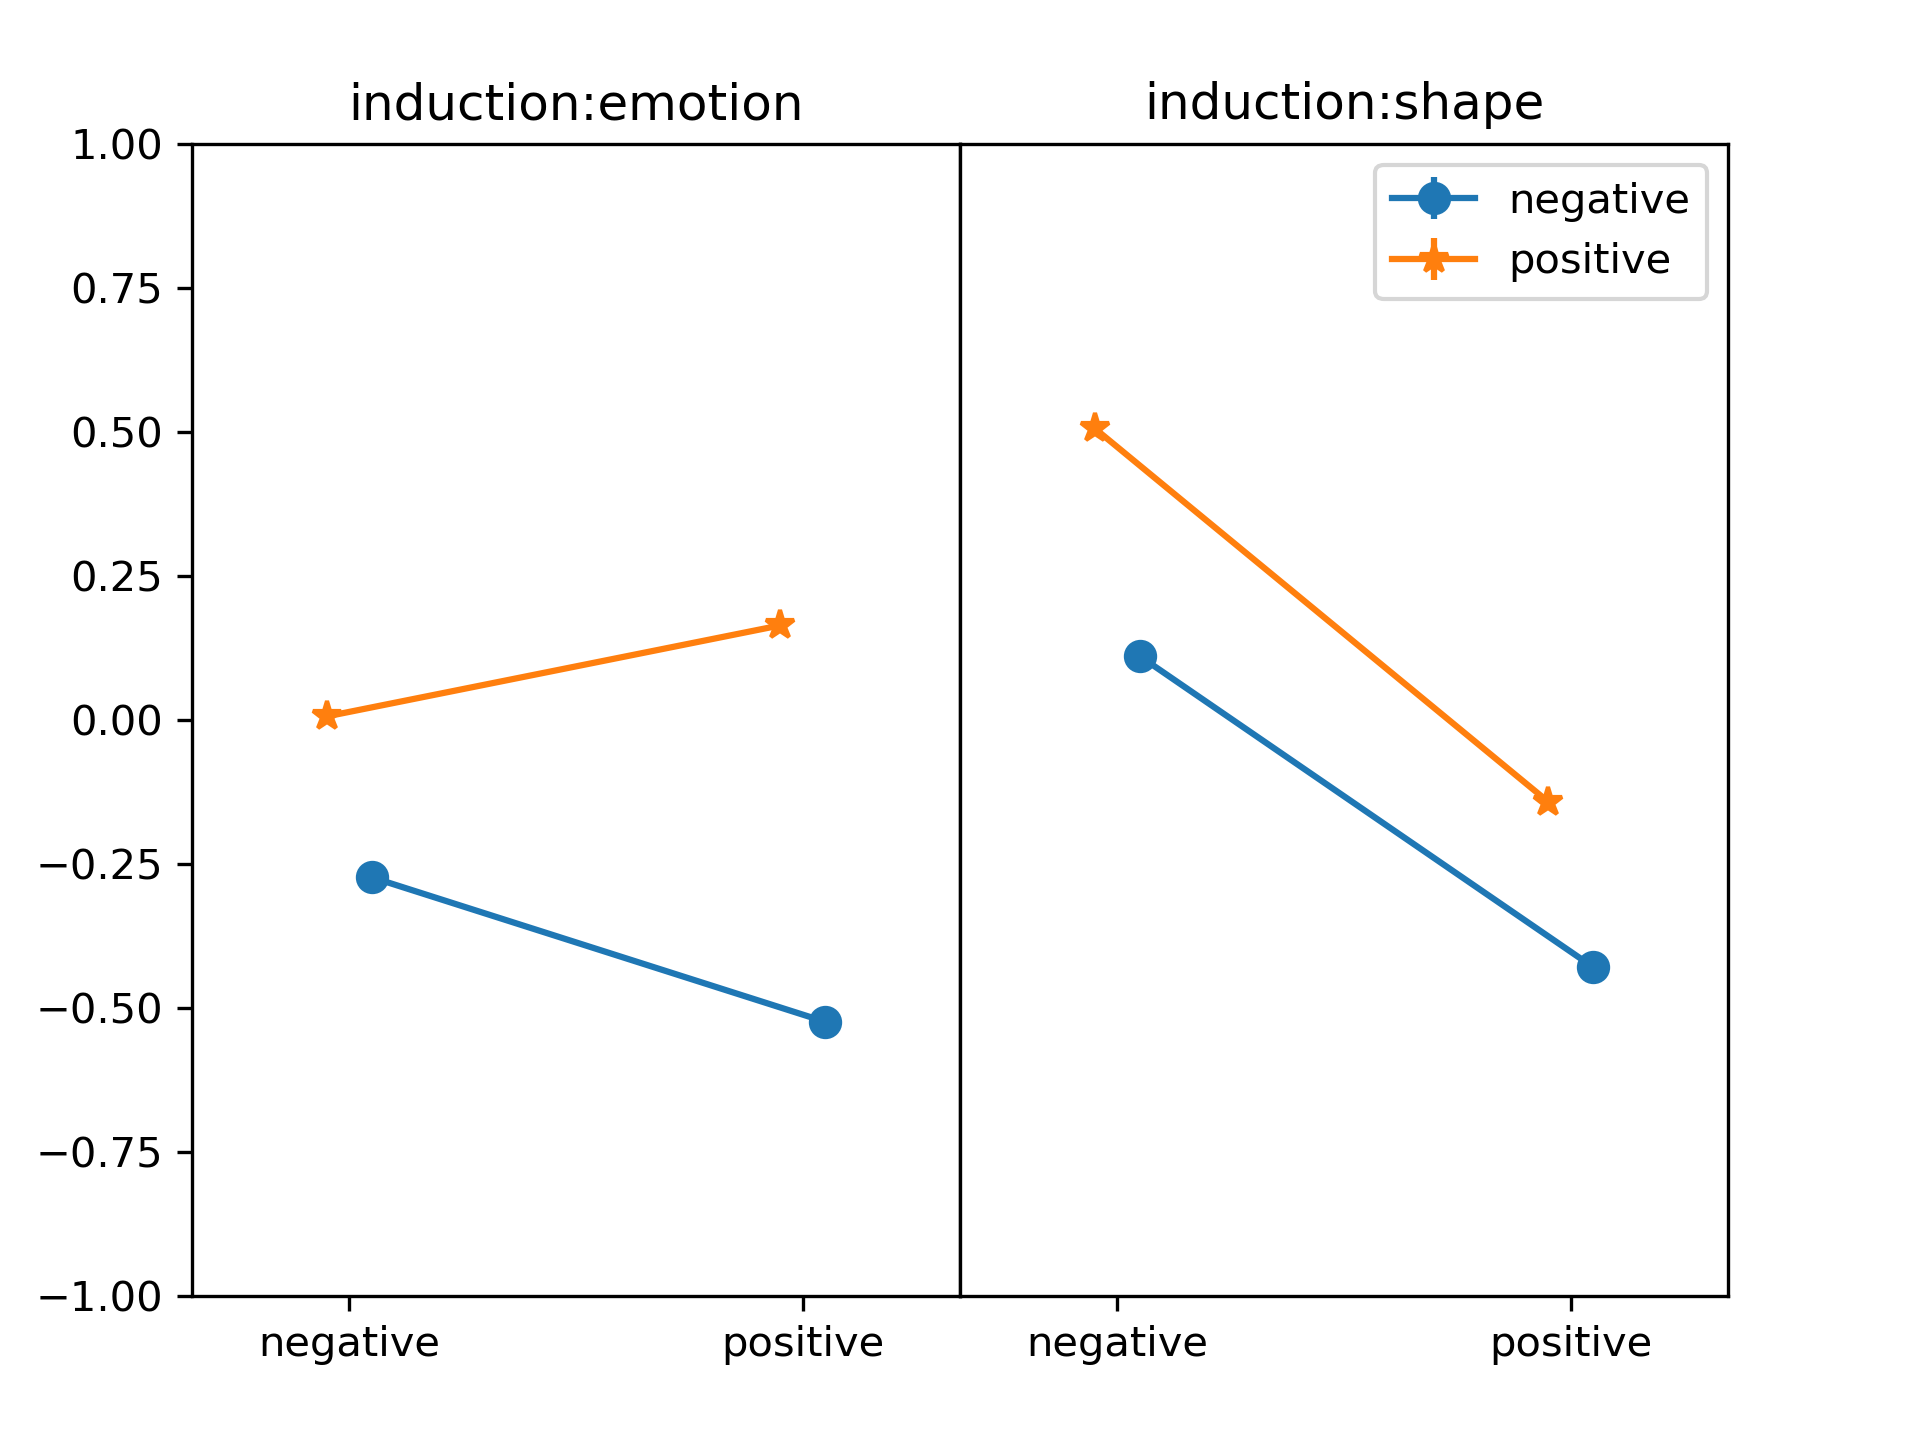 induction:emotion
induction:shape
1.00
0.75
0.50
0.25
0.00
−0.25
−0.50
−0.75
−1.00
negative
positive
negative
positive
negative
positive